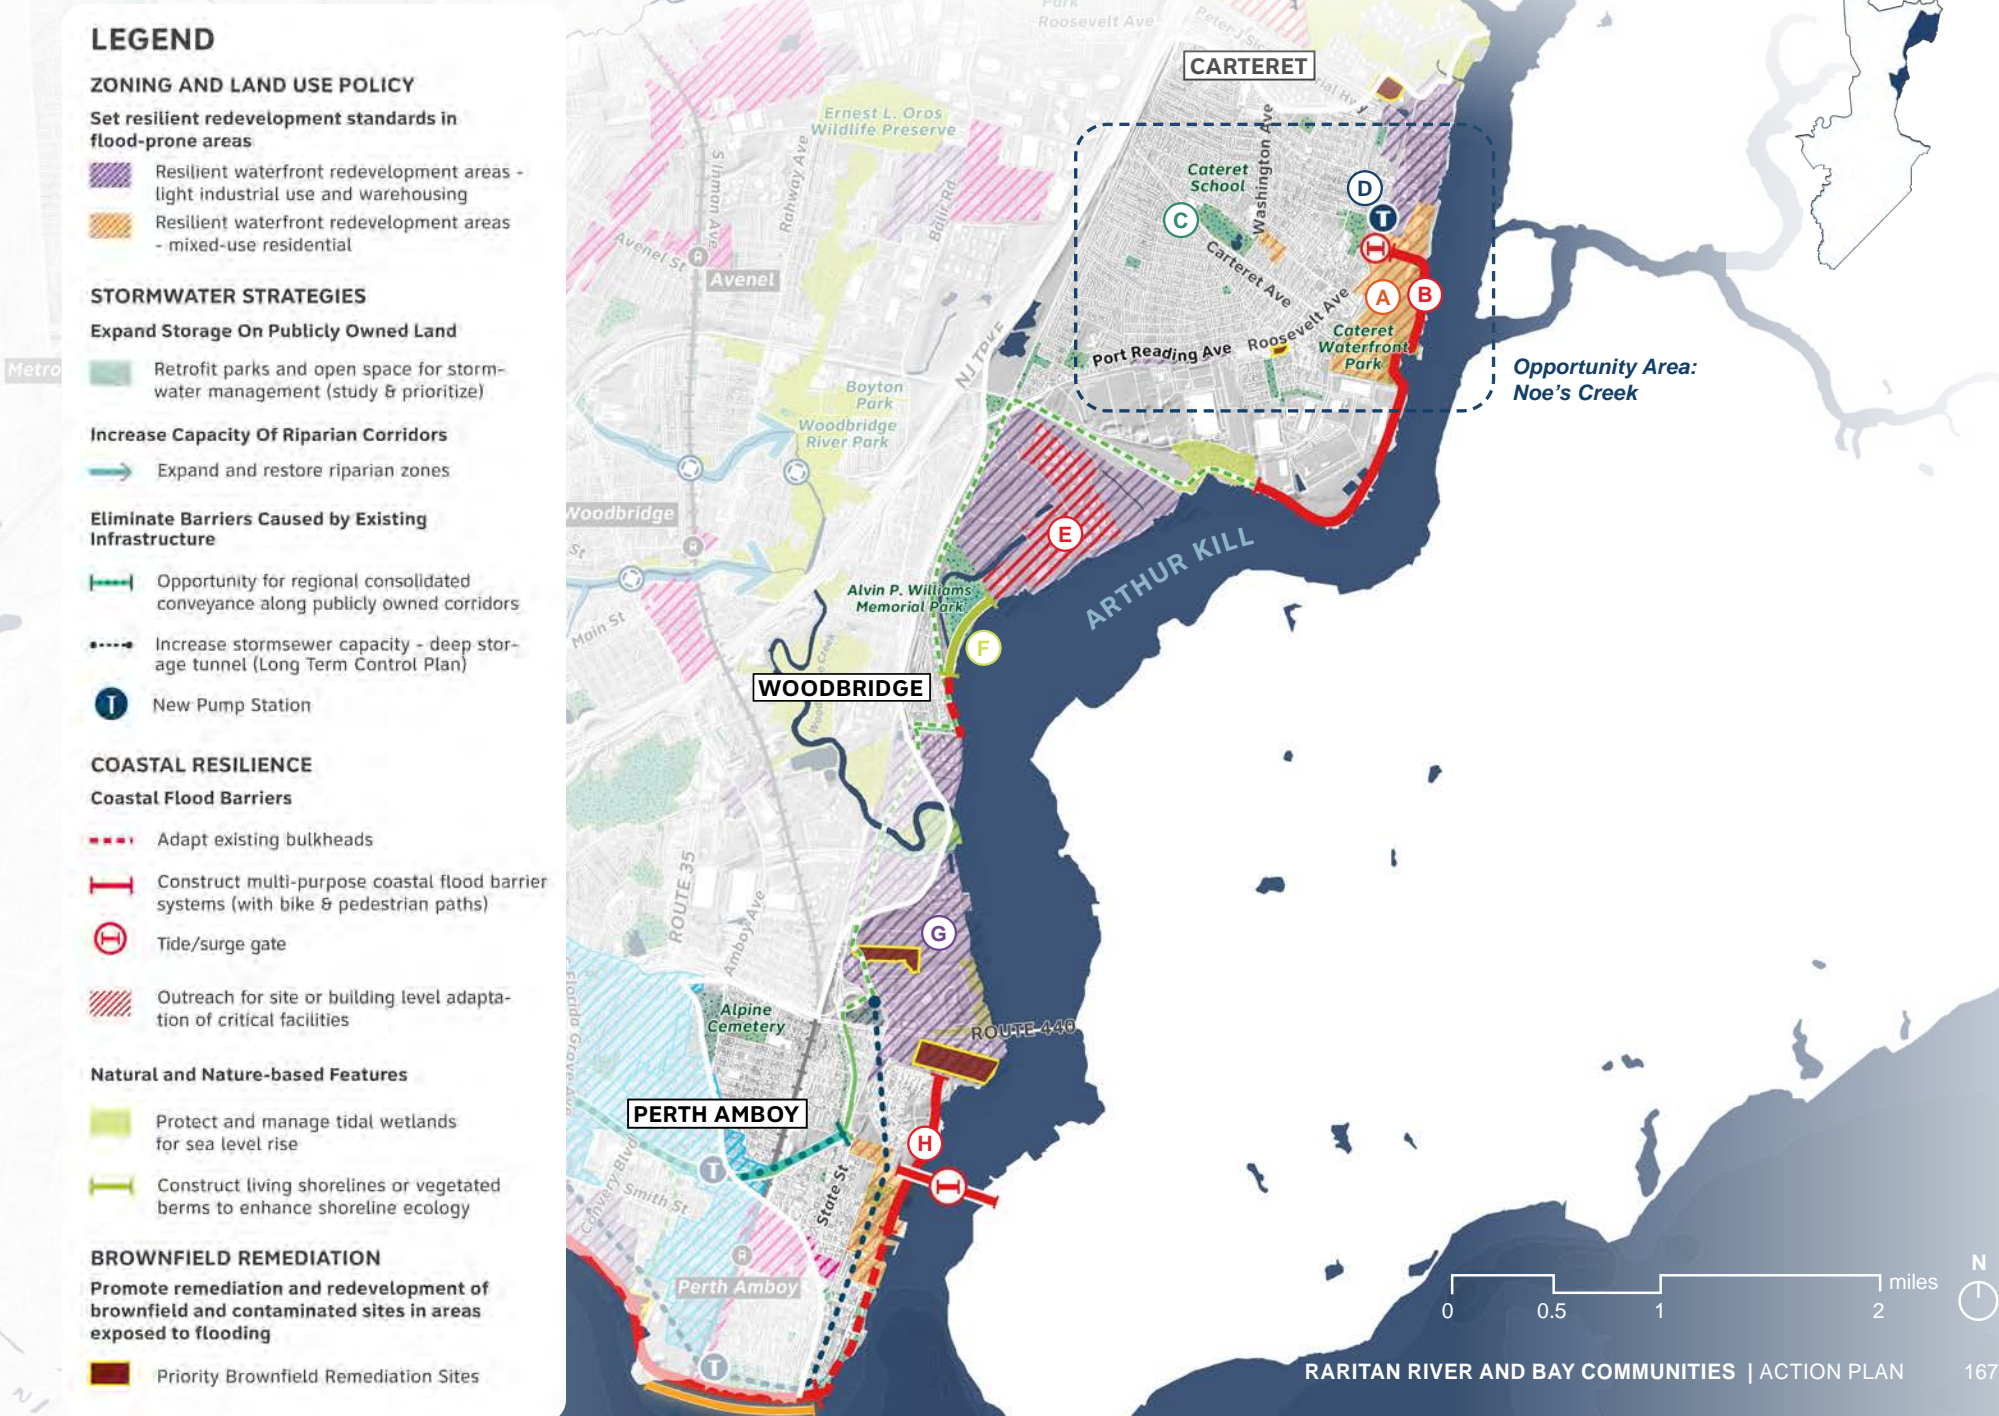 LEGEND
ZONING AND LAND USE POLICY
Set resilient redevelopment standards in
flood-prone areas
Resilient waterfront redevelopment areas -
light industrial use and warehousing
Resilient waterfront redevelopment areas
- mixed-use residential
STORMWATER STRATEGIES
Expand Storage On Publicly Owned Land
Retrofit parks and open space for storm-
water management (study & prioritize)
Increase Capacity Of Riparian Corridors
Expand and restore riparian zones
Eliminate Barriers Caused by Existing
Infrastructure
Opportunity for regional consolidated
conveyance along publicly owned corridors
Increase stormsewer capacity - deep stor-
age tunnel (Long Term Control Plan)
T
New Pump Station
COASTAL RESILIENCE
Coastal Flood Barriers
Adapt existing bulkheads
Construct multi-purpose coastal flood barrier
systems (with bike & pedestrian paths)
Tide/surge gate
Outreach for site or building level adapta-
tion of critical facilities
Natural and Nature-based Features
Protect and manage tidal wetlands
for sea level rise
Construct living shorelines or vegetated
berms to enhance shoreline ecology
BROWNFIELD REMEDIATION
Promote remediation and redevelopment of
brownfield and contaminated sites in areas
exposed to flooding
Priority Brownfield Remediation Sites
Metro
Park
Roosevelt Ave
CARTERET
Ernest L. Oros
Wildlife Preserve
S Inman Ave
Rahway Ave
Blair Rd
Avenel St
Avenel
Washington Ave
Cateret
School
C
D
T
Carteret Ave
A
B
Roosevelt Ave
Cateret
Waterfront
Park
Port Reading Ave
NJ TPKE
Opportunity Area:
Noe's Creek
Boyton
Park
Woodbridge
River Park
Woodbridge
St
E
ARTHUR KILL
Alvin P. Williams
Memorial Park
Main St
F
WOODBRIDGE
ROUTE 35
Amboy Ave
G
Florida Grove Ave
Alpine
Cemetery
ROUTE 440
PERTH AMBOY
H
T
Convery Blvd
Smith St
State St
R
Perth Amboy
T
N
miles
0
0.5
1
2
RARITAN RIVER AND BAY COMMUNITIES | ACTION PLAN
167